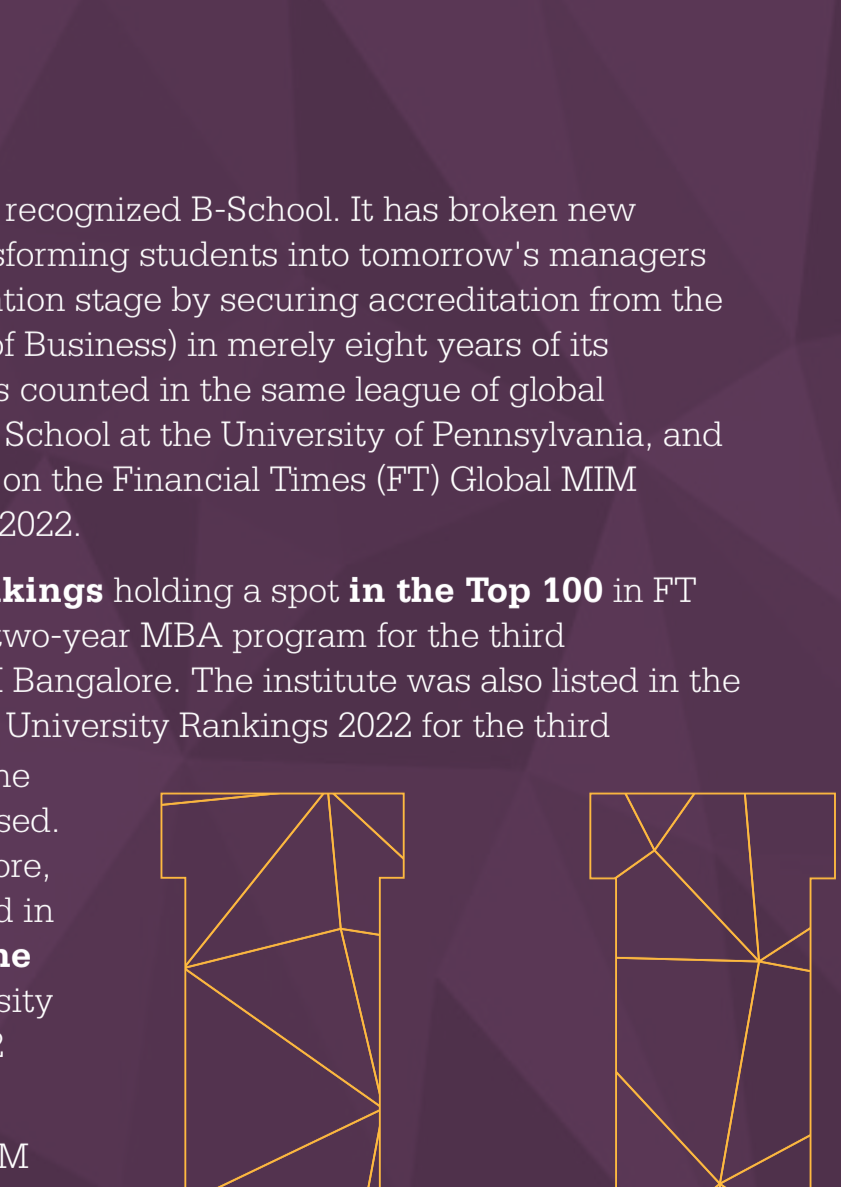 recognized B-School. It has broken new
sforming students into tomorrow's managers
tion stage by securing accreditation from the
of Business) in merely eight years of its
s counted in the same league of global
School at the University of Pennsylvania, and
on the Financial Times (FT) Global MIM
2022.
kings holding a spot in the Top 100 in FT
two-year MBA program for the third
Bangalore. The institute was also listed in the
University Rankings 2022 for the third
ne
sed.
ore,
d in
ne
sity
2
M